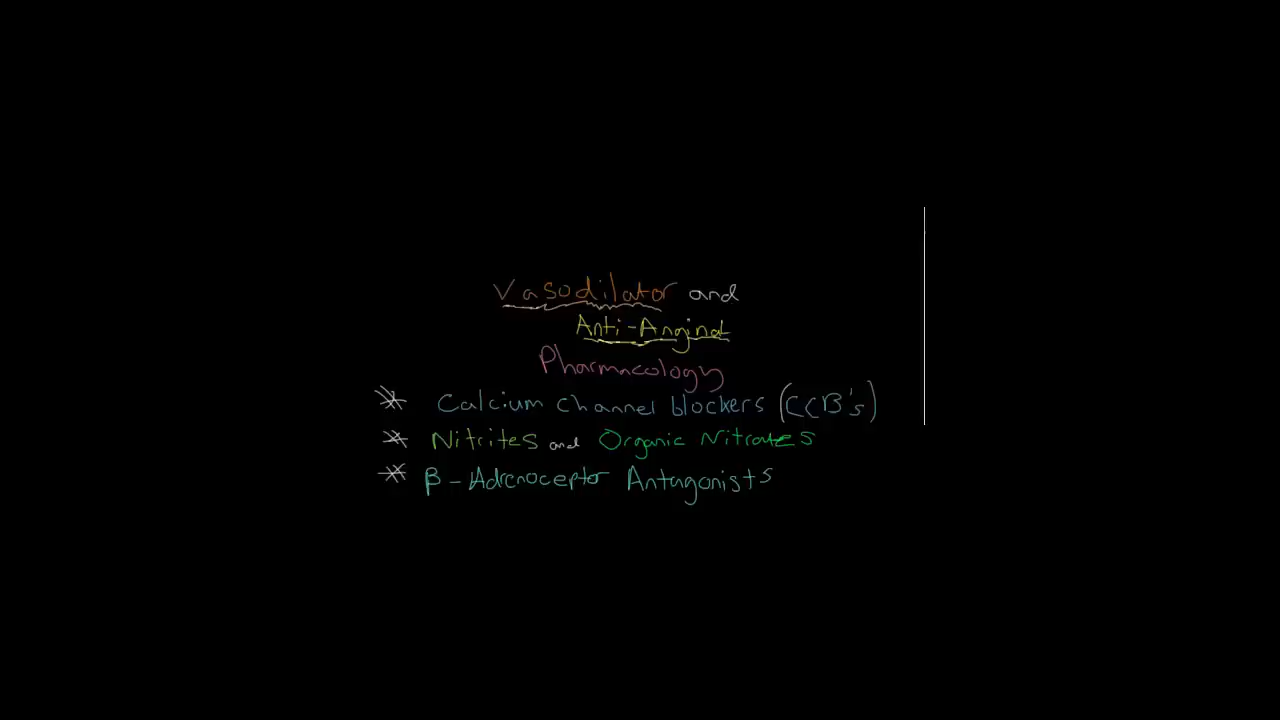 Vasodilator and
Anti-Anginal
Pharmacology
* Calcium Channel blockers (CCB's)
* Nitrites and Organic Nitrates
* β-Adrenoceptor Antagonists